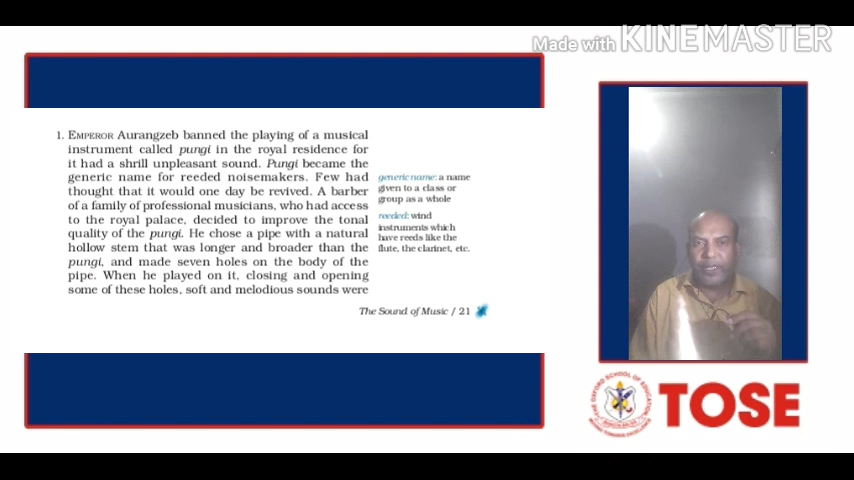 Made with KINEMASTER
1. EMPEROR Aurangzeb banned the playing of a musical
instrument called pungi in the royal residence for
it had a shrill unpleasant sound. Pungi became the
generic name for reeded noisemakers. Few had
thought that it would one day be revived. A barber
of a family of professional musicians, who had access
to the royal palace, decided to improve the tonal
quality of the pungi. He chose a pipe with a natural
hollow stem that was longer and broader than the
pungi, and made seven holes on the body of the
pipe. When he played on it, closing and opening
some of these holes, soft and melodious sounds were
generic name: a name
given to a class or
group as a whole
reeded: wind
instruments which
have reeds like the
flute, the clarinet, etc.
The Sound of Music / 21
THE OXFORD SCHOOL OF EDUCATION
TOSE